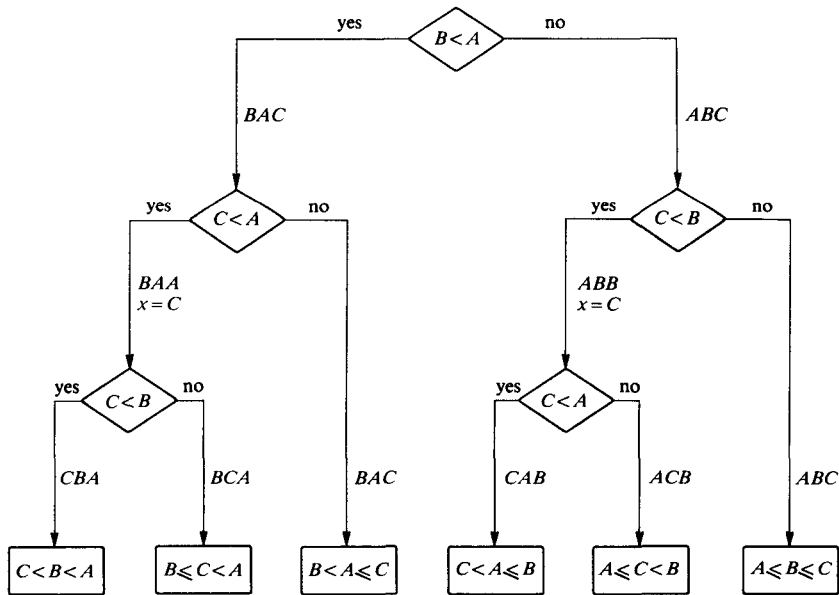 yes B < A no
BAC ABC
yes C < A no yes C < B no
BAA ABB
x = C x = C
yes C < B no yes C < A no
CBA BCA BAC CAB ACB ABC
C < B < A B ⩽ C < A B < A ⩽ C C < A ⩽ B A ⩽ C < B A ⩽ B ⩽ C